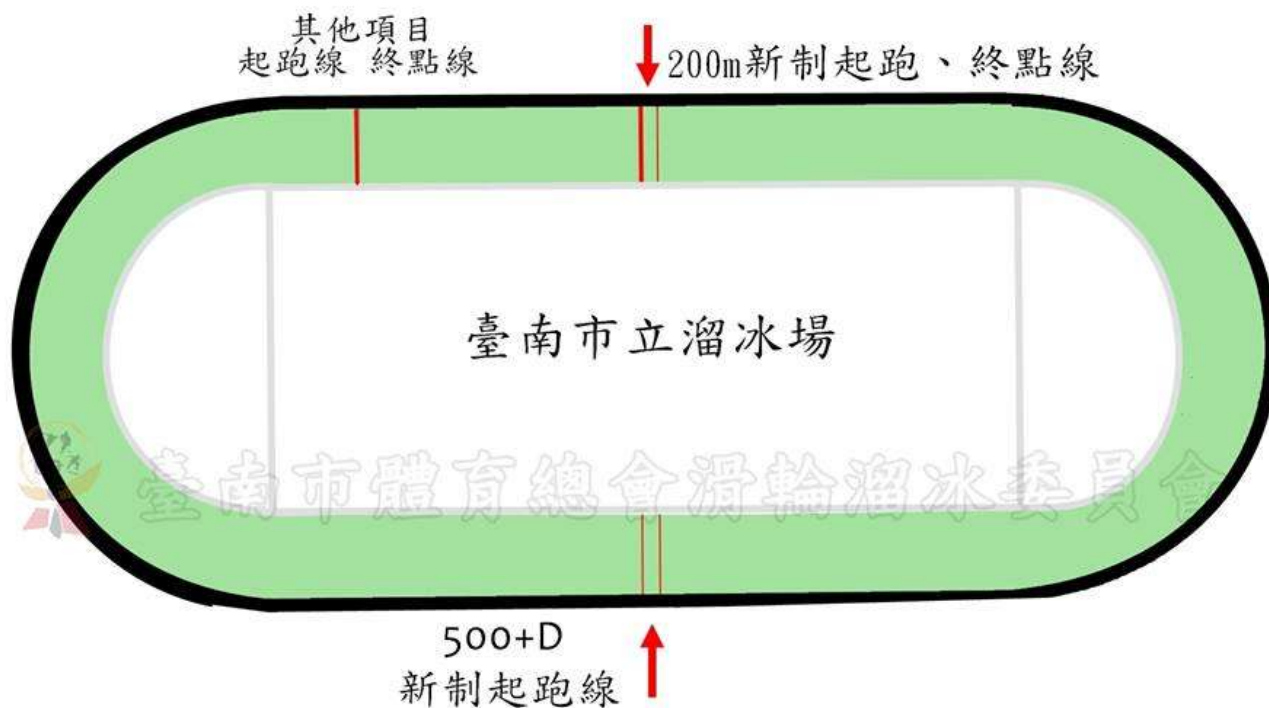 其他項目
起跑線 終點線
200m新制起跑、終點線
臺南市立溜冰場
臺南市體育總會滑輪溜冰委員會
500+D
新制起跑線